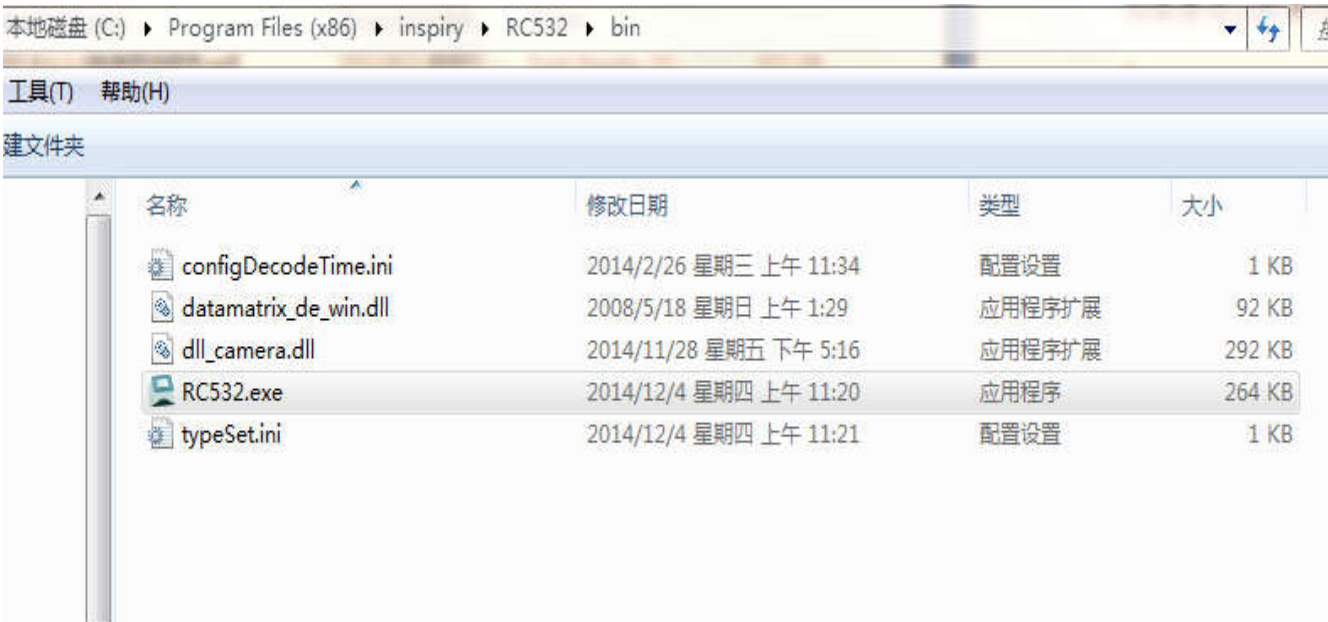 本地磁盘 (C:) ▸ Program Files (x86) ▸ inspiry ▸ RC532 ▸ bin
工具(T) 帮助(H)
建文件夹
名称 修改日期 类型 大小
configDecodeTime.ini 2014/2/26 星期三 上午 11:34 配置设置 1 KB
datamatrix_de_win.dll 2008/5/18 星期日 上午 1:29 应用程序扩展 92 KB
dll_camera.dll 2014/11/28 星期五 下午 5:16 应用程序扩展 292 KB
RC532.exe 2014/12/4 星期四 上午 11:20 应用程序 264 KB
typeSet.ini 2014/12/4 星期四 上午 11:21 配置设置 1 KB